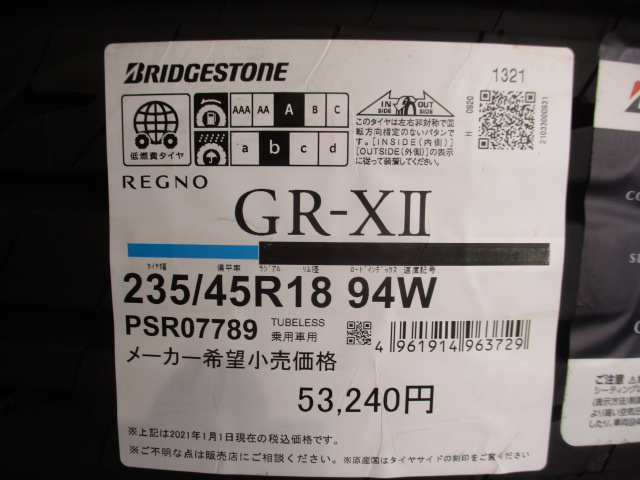 BRIDGESTONE
1321
H 0920
21033000931
AAA AA A B C
a b c d
低燃費タイヤ
IN SIDE OUT SIDE
このタイヤは左右非対称で回
転方向指定のないパタンで
す。[INSIDE(内側)]
[OUTSIDE(外側)]の表示
に従って装着してください。
REGNO
GR-XII
タイヤ幅 偏平率 ラジアル リム径 ロードインデックス 速度記号
235/45R18 94W
PSR07789 TUBELESS
乗用車用
4 961914 963729
メーカー希望小売価格
53,240円
※上記は2021年1月1日現在の税込価格です。
※ご不明な点は販売店にご相談ください。 ※原産国はタイヤサイドの刻印をご覧ください。
ご注意